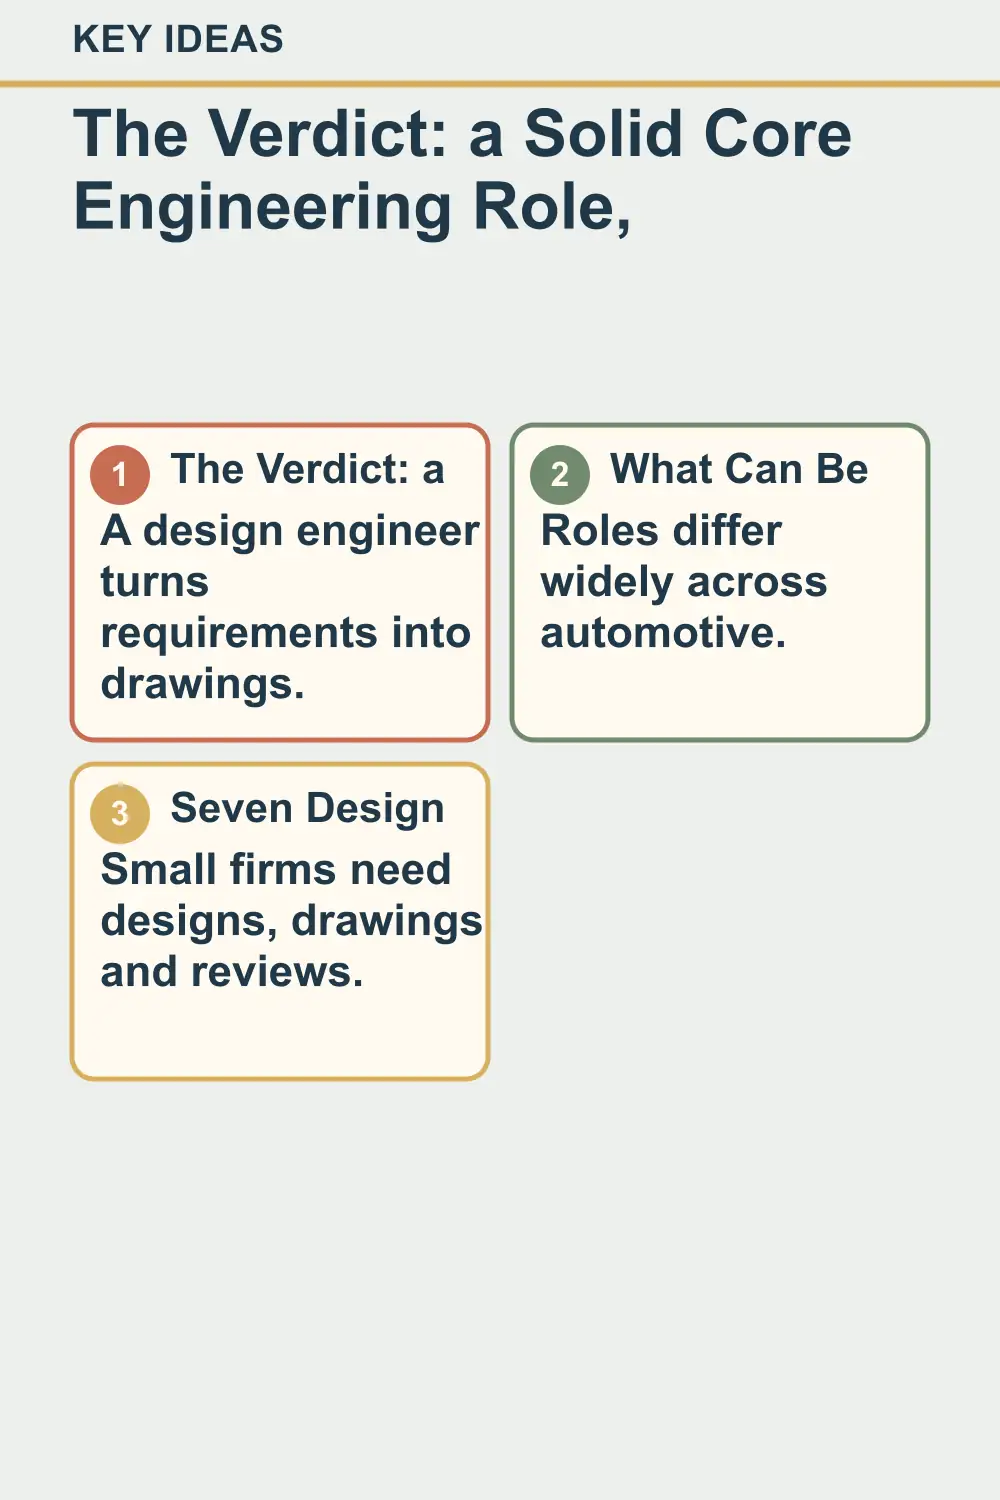 KEY IDEAS
The Verdict: a Solid Core
Engineering Role,
1 The Verdict: a
A design engineer
turns
requirements into
drawings.
2 What Can Be
Roles differ
widely across
automotive.
3 Seven Design
Small firms need
designs, drawings
and reviews.